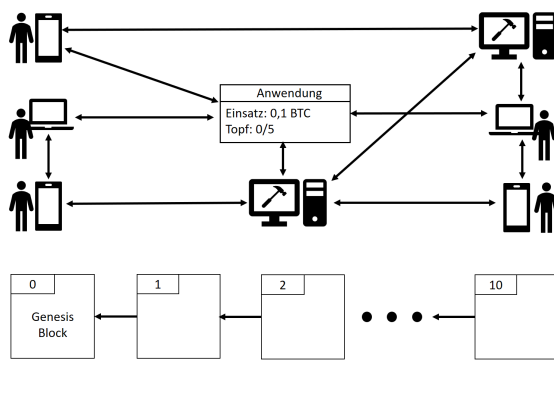 Anwendung
Einsatz: 0,1 BTC
Topf: 0/5
0
1
2
10
Genesis
Block